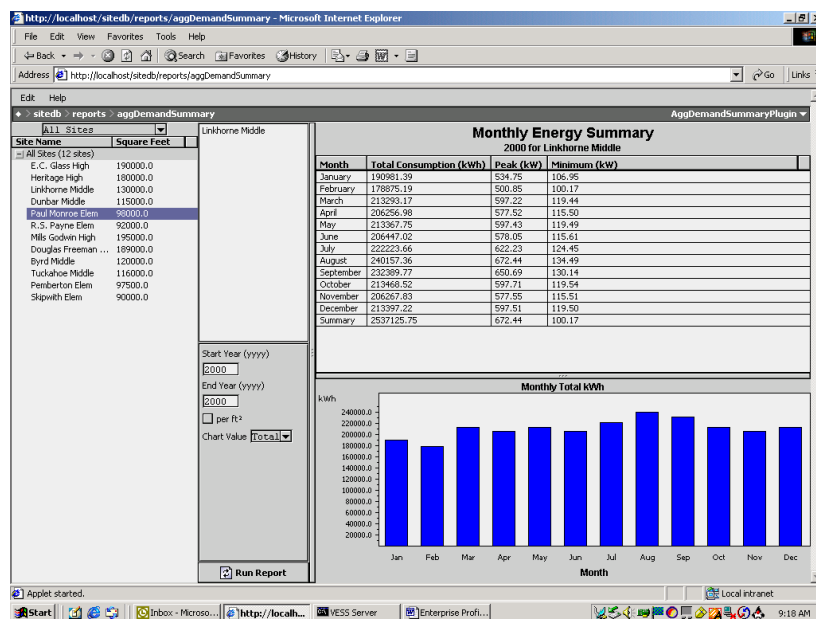 http://localhost/sitedb/reports/aggDemandSummary - Microsoft Internet Explorer
File Edit View Favorites Tools Help
Back Search Favorites History
Address http://localhost/sitedb/reports/aggDemandSummary Go Links
Edit Help
sitedb reports aggDemandSummary AggDemandSummaryPlugin
All Sites
Site Name Square Feet
All Sites (12 sites)
E.C. Glass High 190000.0
Heritage High 180000.0
Linkhorne Middle 130000.0
Dunbar Middle 115000.0
Paul Monroe Elem 98000.0
R.S. Payne Elem 92000.0
Mills Godwin High 195000.0
Douglas Freeman ... 189000.0
Byrd Middle 120000.0
Tuckahoe Middle 116000.0
Pemberton Elem 97500.0
Skipwith Elem 90000.0
Linkhorne Middle
Start Year (yyyy)
2000
End Year (yyyy)
2000
per ft²
Chart Value Total
Run Report
Monthly Energy Summary
2000 for Linkhorne Middle
Month Total Consumption (kWh) Peak (kW) Minimum (kW)
January 190981.39 534.75 106.95
February 178875.19 500.85 100.17
March 213293.17 597.22 119.44
April 206256.98 577.52 115.50
May 213367.75 597.43 119.49
June 206447.02 578.05 115.61
July 222223.66 622.23 124.45
August 240157.36 672.44 134.49
September 232389.77 650.69 130.14
October 213468.52 597.71 119.54
November 206267.83 577.55 115.51
December 213397.22 597.51 119.50
Summary 2537125.75 672.44 100.17
Monthly Total kWh
kWh
240000.0
220000.0
200000.0
180000.0
160000.0
140000.0
120000.0
100000.0
80000.0
60000.0
40000.0
20000.0
Jan Feb Mar Apr May Jun Jul Aug Sep Oct Nov Dec
Month
Applet started. Local intranet
Start Inbox - Microso... http://localh... VESS Server Enterprise Profi... 9:18 AM